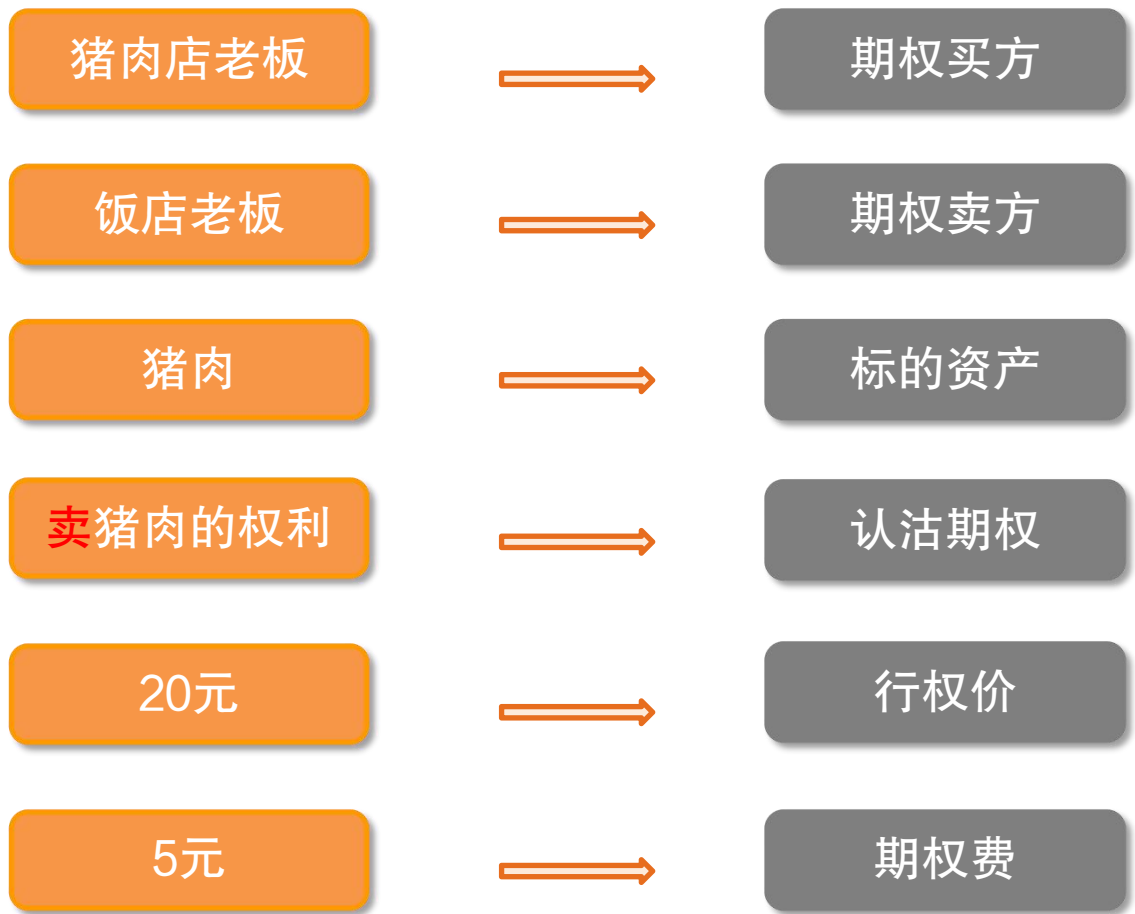 猪肉店老板
期权买方
饭店老板
期权卖方
猪肉
标的资产
卖猪肉的权利
认沽期权
20元
行权价
5元
期权费